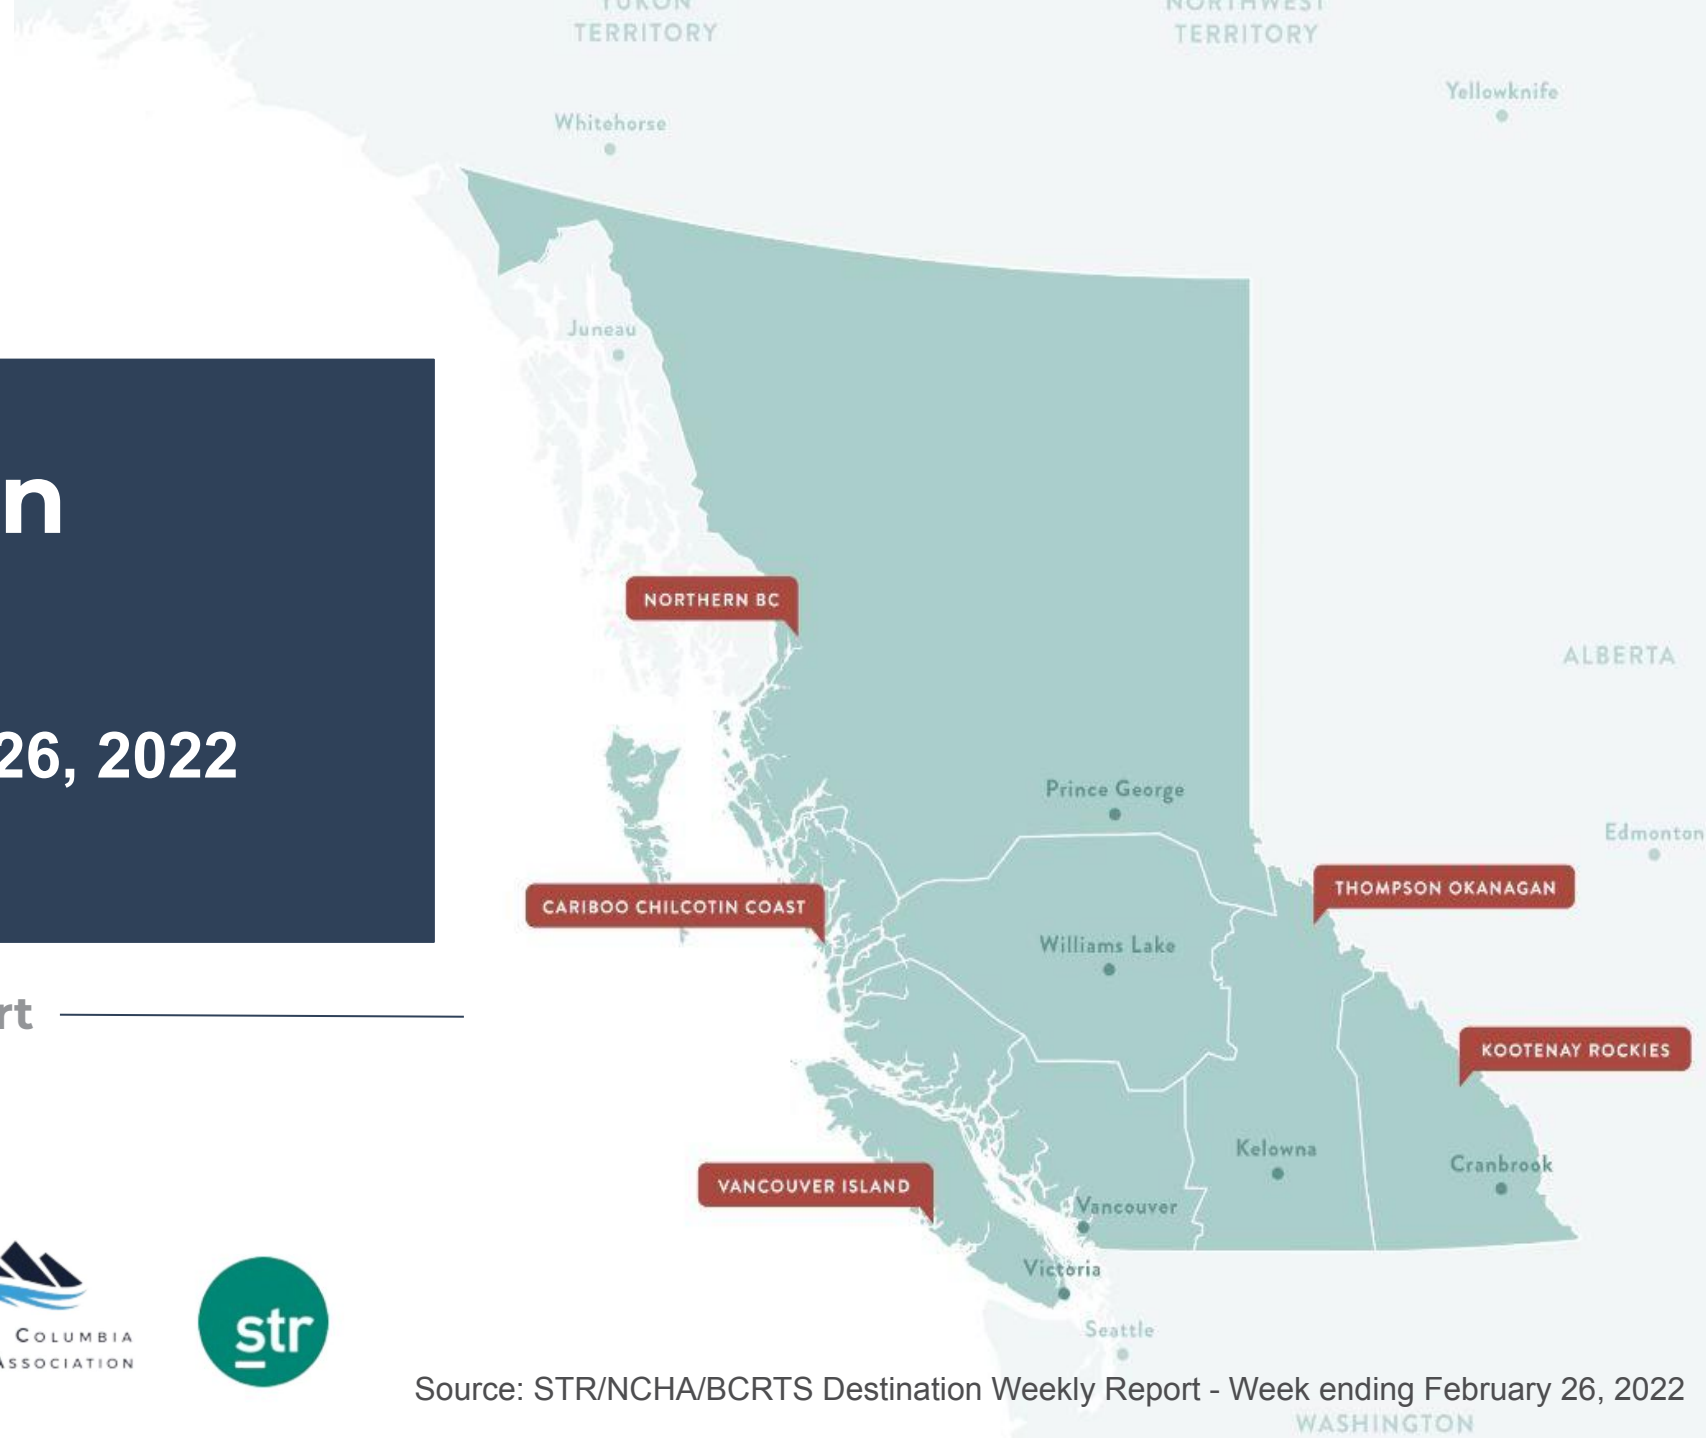 YUKON
TERRITORY
NORTHWEST
TERRITORY
Yellowknife
Whitehorse
Juneau
n
26, 2022
NORTHERN BC
ALBERTA
Prince George
Edmonton
THOMPSON OKANAGAN
CARIBOO CHILCOTIN COAST
Williams Lake
rt
KOOTENAY ROCKIES
Kelowna
Cranbrook
VANCOUVER ISLAND
Vancouver
Victoria
Seattle
COLUMBIA
ASSOCIATION
str
Source: STR/NCHA/BCRTS Destination Weekly Report - Week ending February 26, 2022
WASHINGTON